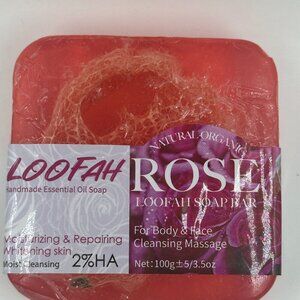 LOOFAH
Handmade Essential Oil Soap
Moisturizing & Repairing
Whitening skin
Moist Cleansing 2%HA
NATURAL ORGANIC
ROSE
LOOFAH SOAP BAR
For Body & Face
Cleansing Massage
Net:100g±5/3.5oz